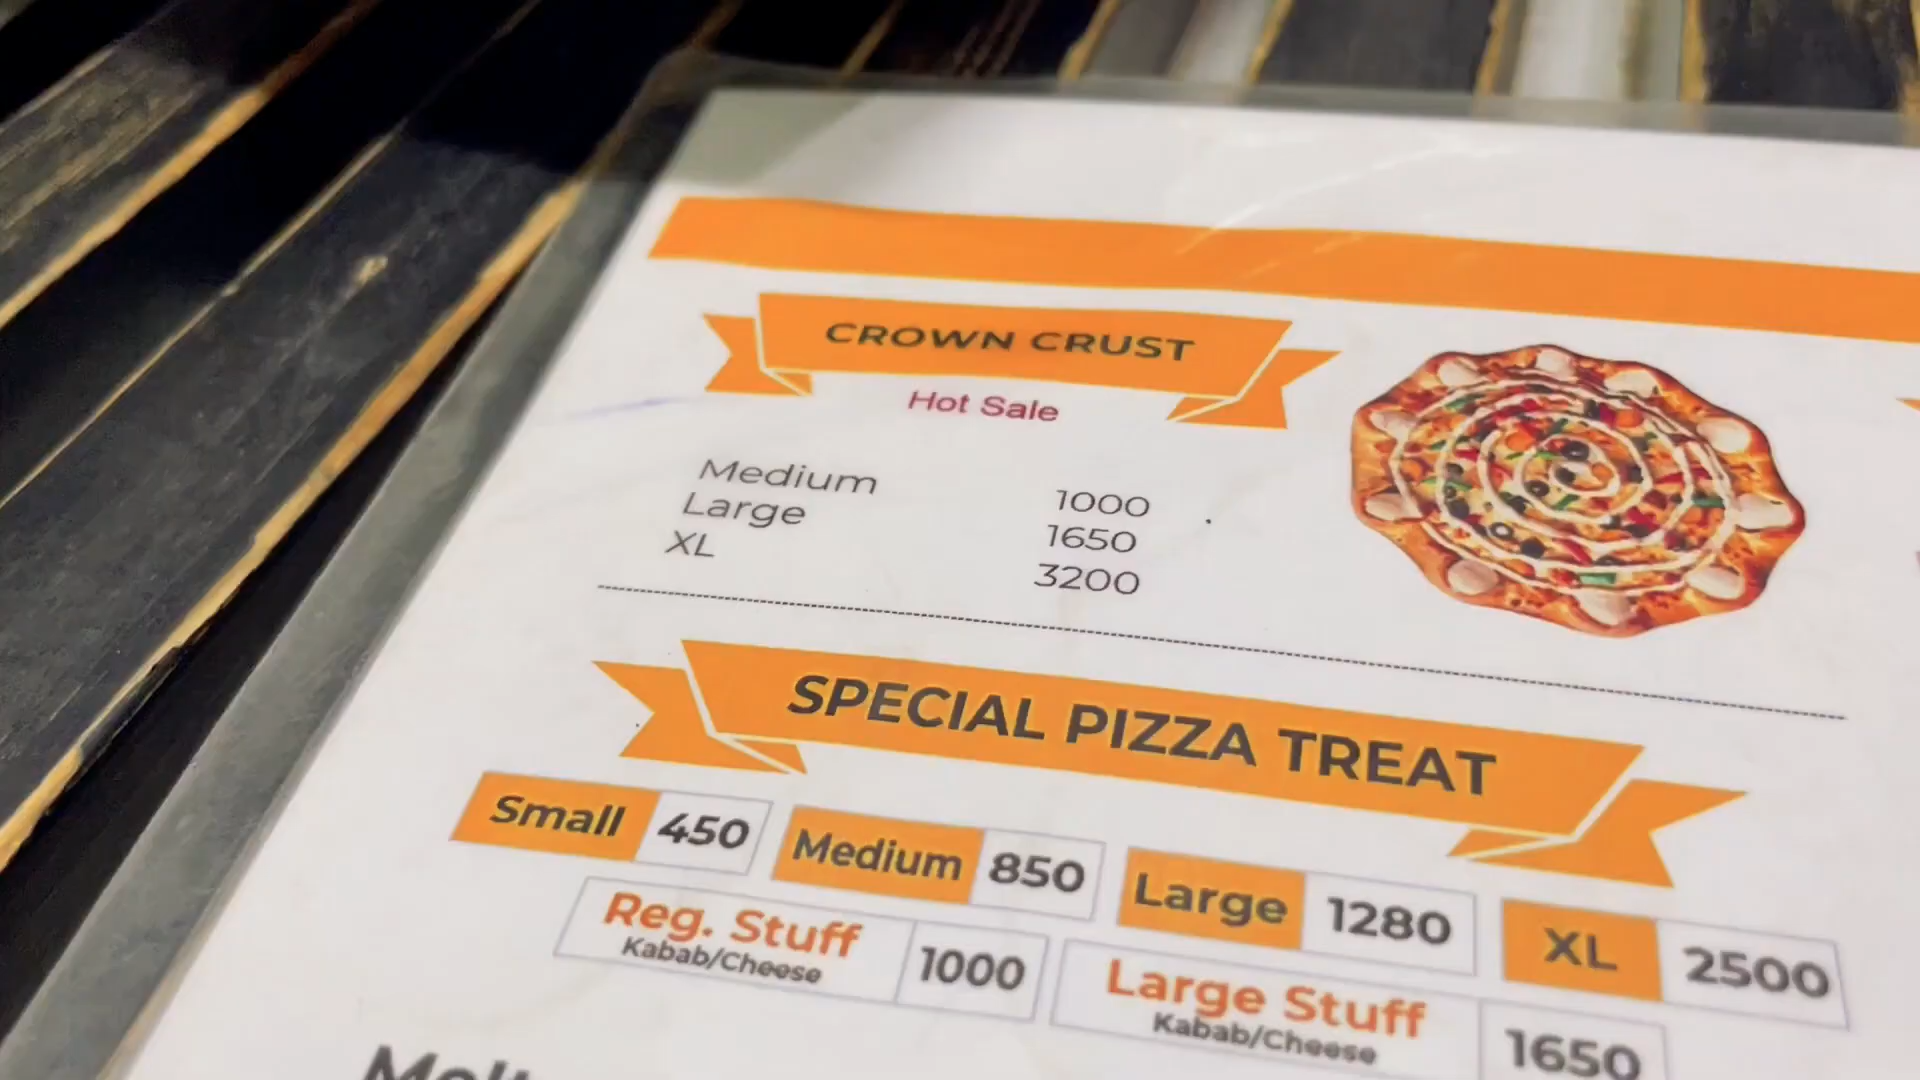 CROWN CRUST
Hot Sale
Medium 1000
Large 1650
XL 3200
SPECIAL PIZZA TREAT
Small 450 Medium 850 Large 1280 XL 2500
Reg. Stuff 1000
Kabab/Cheese
Large Stuff 1650
Kabab/Cheese